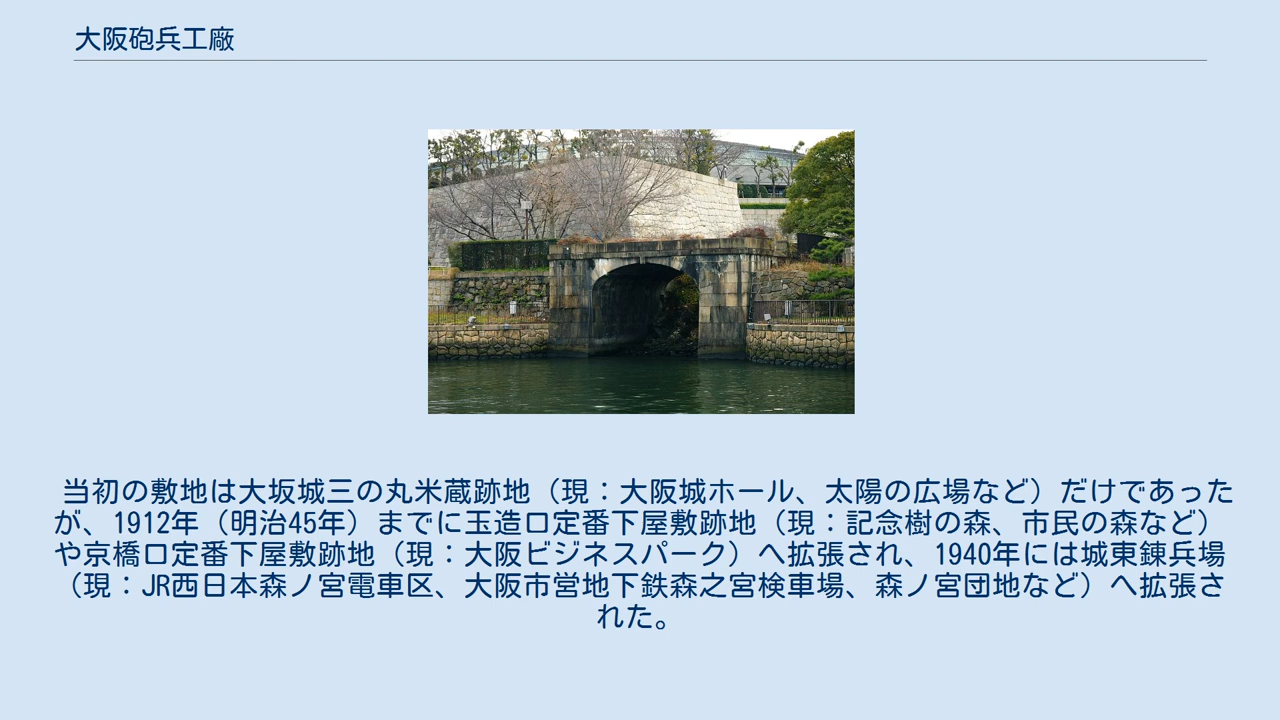 大阪砲兵工廠
当初の敷地は大坂城三の丸米蔵跡地（現：大阪城ホール、太陽の広場など）だけであった
が、1912年（明治45年）までに玉造口定番下屋敷跡地（現：記念樹の森、市民の森など）
や京橋口定番下屋敷跡地（現：大阪ビジネスパーク）へ拡張され、1940年には城東錬兵場
（現：JR西日本森ノ宮電車区、大阪市営地下鉄森之宮検車場、森ノ宮団地など）へ拡張さ
れた。